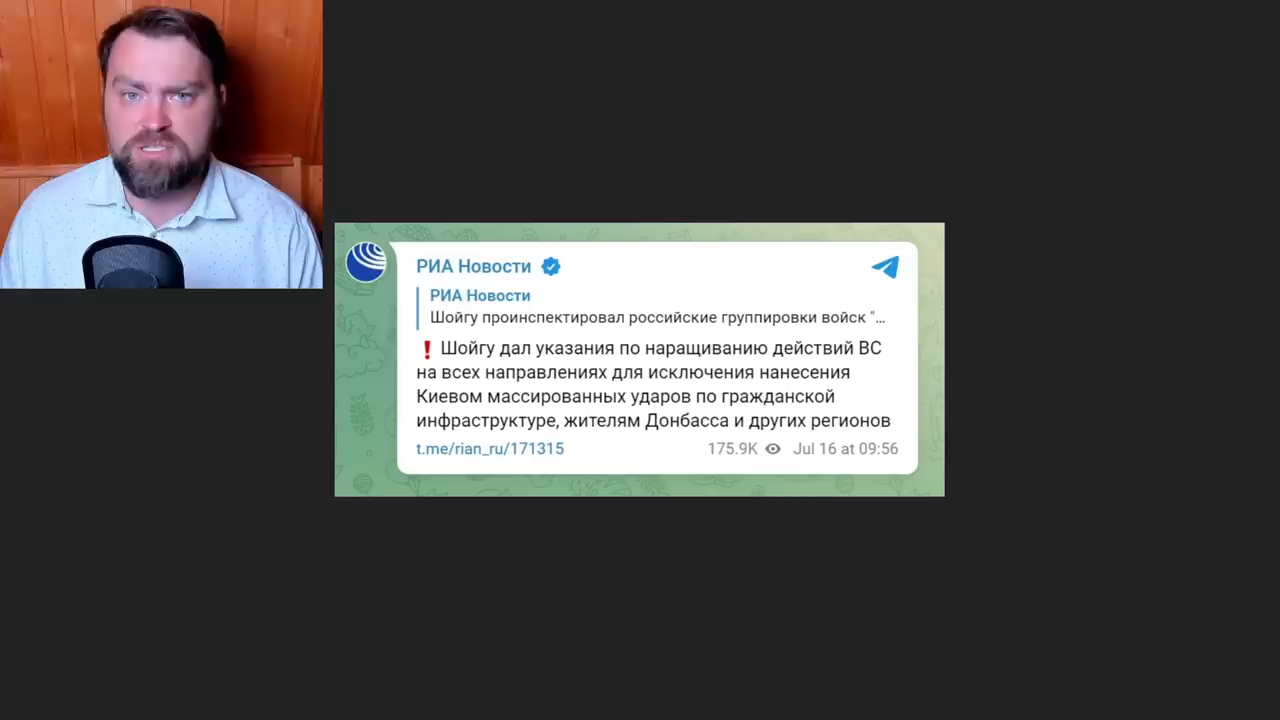 РИА Новости
РИА Новости
Шойгу проинспектировал российские группировки войск "...
❗ Шойгу дал указания по наращиванию действий ВС
на всех направлениях для исключения нанесения
Киевом массированных ударов по гражданской
инфраструктуре, жителям Донбасса и других регионов
t.me/rian_ru/171315 175.9K Jul 16 at 09:56